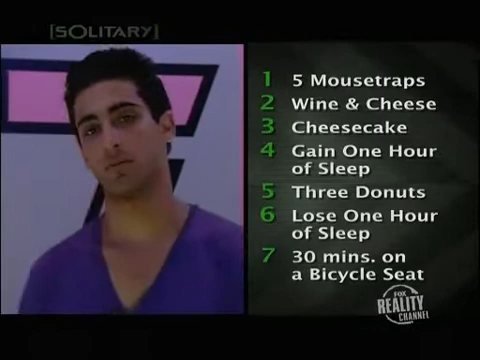 [SOLITARY]
1 5 Mousetraps
2 Wine & Cheese
3 Cheesecake
4 Gain One Hour
of Sleep
5 Three Donuts
6 Lose One Hour
of Sleep
7 30 mins. on
a Bicycle Seat
FOX
REALITY
CHANNEL